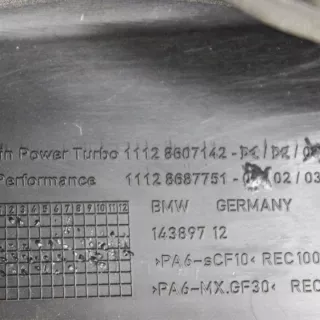 in Power Turbo 1112 8607142 -
Performance 1112 8687751 - 02/03
2 3 4 5 6 7 8 9 10 11 12
BMW GERMANY
143897 12
>PA6-sCF10< REC100
>PA6-MX.GF30< REC